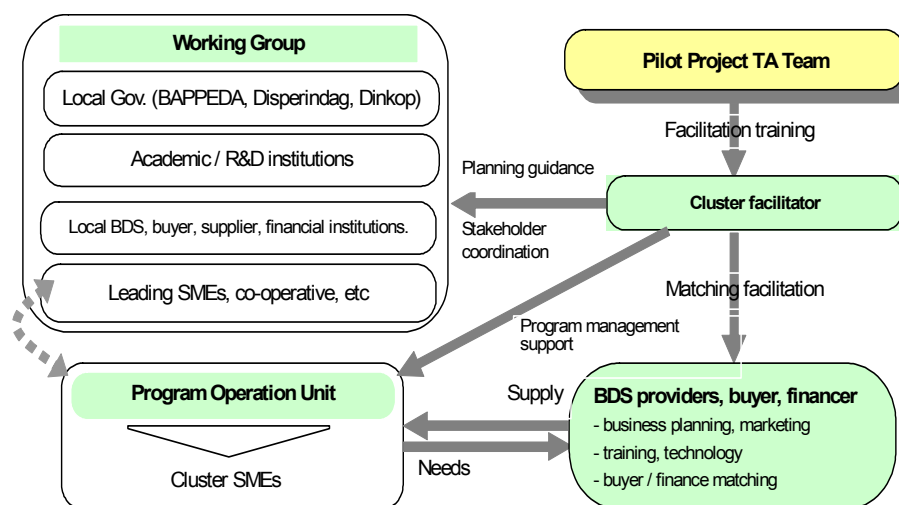 Working Group
Local Gov. (BAPPEDA, Disperindag, Dinkop)
Academic / R&D institutions
Local BDS, buyer, supplier, financial institutions.
Leading SMEs, co-operative, etc
Pilot Project TA Team
Facilitation training
Planning guidance
Cluster facilitator
Stakeholder
coordination
Matching facilitation
Program management
support
Program Operation Unit
Cluster SMEs
Supply
Needs
BDS providers, buyer, financer
- business planning, marketing
- training, technology
- buyer / finance matching